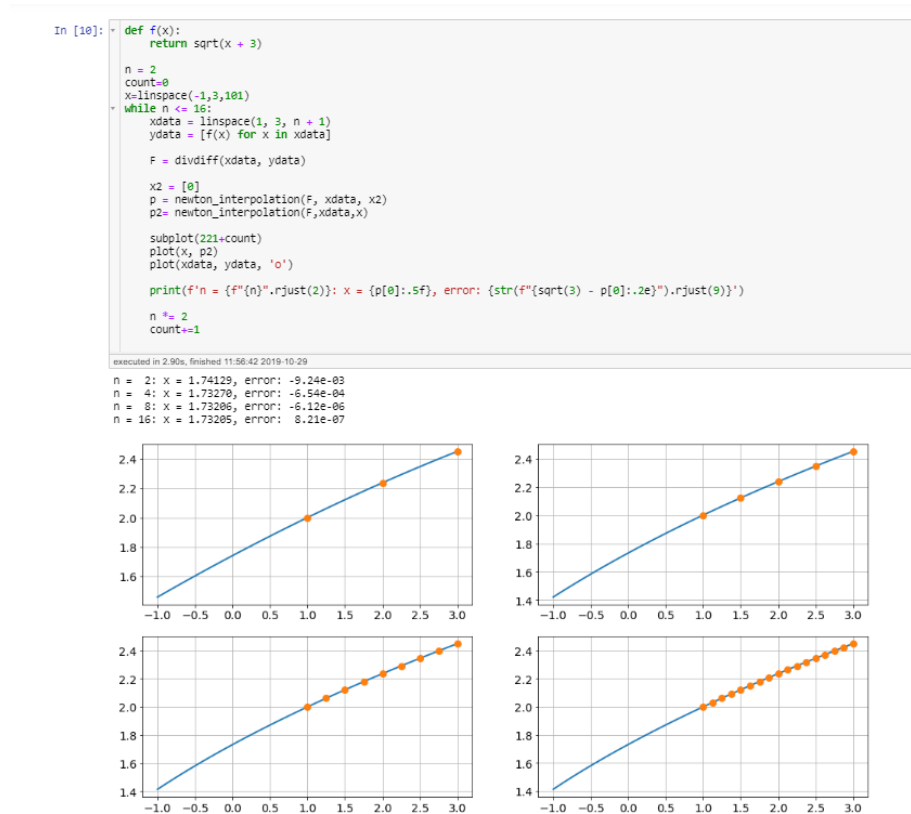 In [10]:
def f(x):
    return sqrt(x + 3)
n = 2
count=0
x=linspace(-1,3,101)
while n <= 16:
    xdata = linspace(1, 3, n + 1)
    ydata = [f(x) for x in xdata]
    F = divdiff(xdata, ydata)
    x2 = [0]
    p = newton_interpolation(F, xdata, x2)
    p2= newton_interpolation(F,xdata,x)
    subplot(221+count)
    plot(x, p2)
    plot(xdata, ydata, 'o')
    print(f'n = {f"{n}".rjust(2)}: x = {p[0]:.5f}, error: {str(f"{sqrt(3) - p[0]:.2e}").rjust(9)}')
    n *= 2
    count+=1
executed in 2.90s, finished 11:56:42 2019-10-29
n =  2: x = 1.74129, error: -9.24e-03
n =  4: x = 1.73270, error: -6.54e-04
n =  8: x = 1.73206, error: -6.12e-06
n = 16: x = 1.73205, error:  8.21e-07
2.4
2.2
2.0
1.8
1.6
−1.0 −0.5 0.0 0.5 1.0 1.5 2.0 2.5 3.0
2.4
2.2
2.0
1.8
1.6
1.4
−1.0 −0.5 0.0 0.5 1.0 1.5 2.0 2.5 3.0
2.4
2.2
2.0
1.8
1.6
1.4
−1.0 −0.5 0.0 0.5 1.0 1.5 2.0 2.5 3.0
2.4
2.2
2.0
1.8
1.6
1.4
−1.0 −0.5 0.0 0.5 1.0 1.5 2.0 2.5 3.0